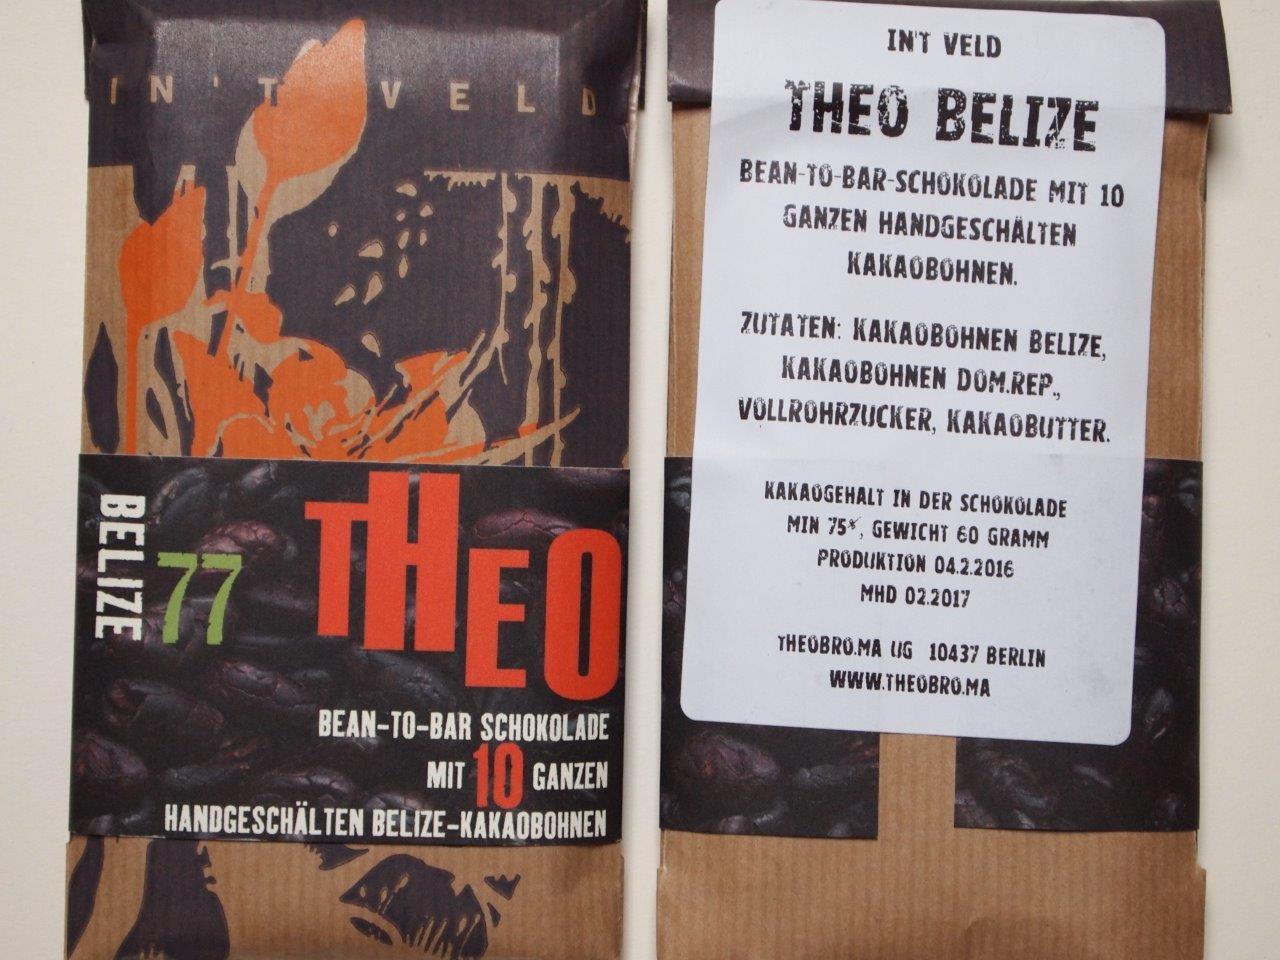 IN'T VELD
BELIZE
77
THEO
BEAN-TO-BAR SCHOKOLADE
MIT 10 GANZEN
HANDGESCHÄLTEN BELIZE-KAKAOBOHNEN
IN'T VELD
THEO BELIZE
BEAN-TO-BAR-SCHOKOLADE MIT 10
GANZEN HANDGESCHÄLTEN
KAKAOBOHNEN.
ZUTATEN: KAKAOBOHNEN BELIZE,
KAKAOBOHNEN DOM.REP.,
VOLLROHRZUCKER, KAKAOBUTTER.
KAKAOGEHALT IN DER SCHOKOLADE
MIN 75%, GEWICHT 60 GRAMM
PRODUKTION 04.2.2016
MHD 02.2017
THEOBRO.MA UG 10437 BERLIN
WWW.THEOBRO.MA